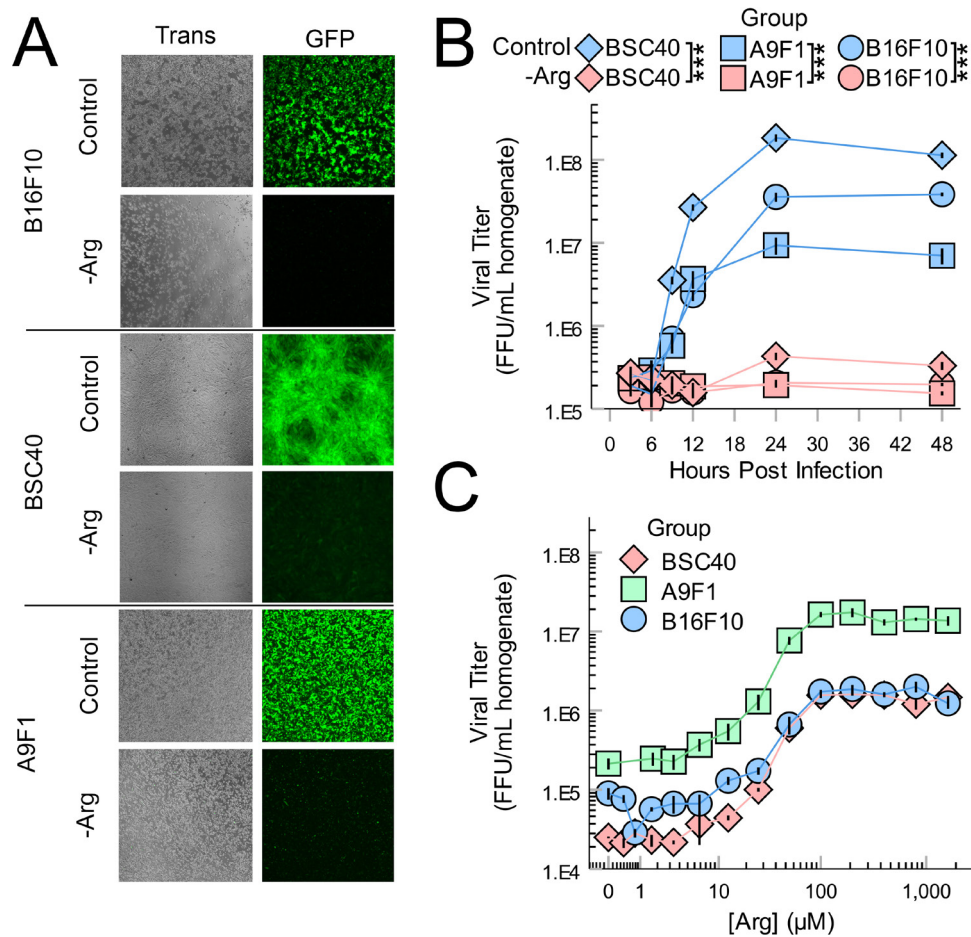 A
Trans GFP
B16F10
Control
-Arg
BSC40
Control
-Arg
A9F1
Control
-Arg
B
Group
Control BSC40 *** A9F1 *** B16F10 ***
-Arg BSC40 A9F1 B16F10
Viral Titer
(FFU/mL homogenate)
1.E8
1.E7
1.E6
1.E5
0 6 12 18 24 30 36 42 48
Hours Post Infection
C
Group
BSC40
A9F1
B16F10
Viral Titer
(FFU/mL homogenate)
1.E8
1.E7
1.E6
1.E5
1.E4
0 1 10 100 1,000
[Arg] (µM)